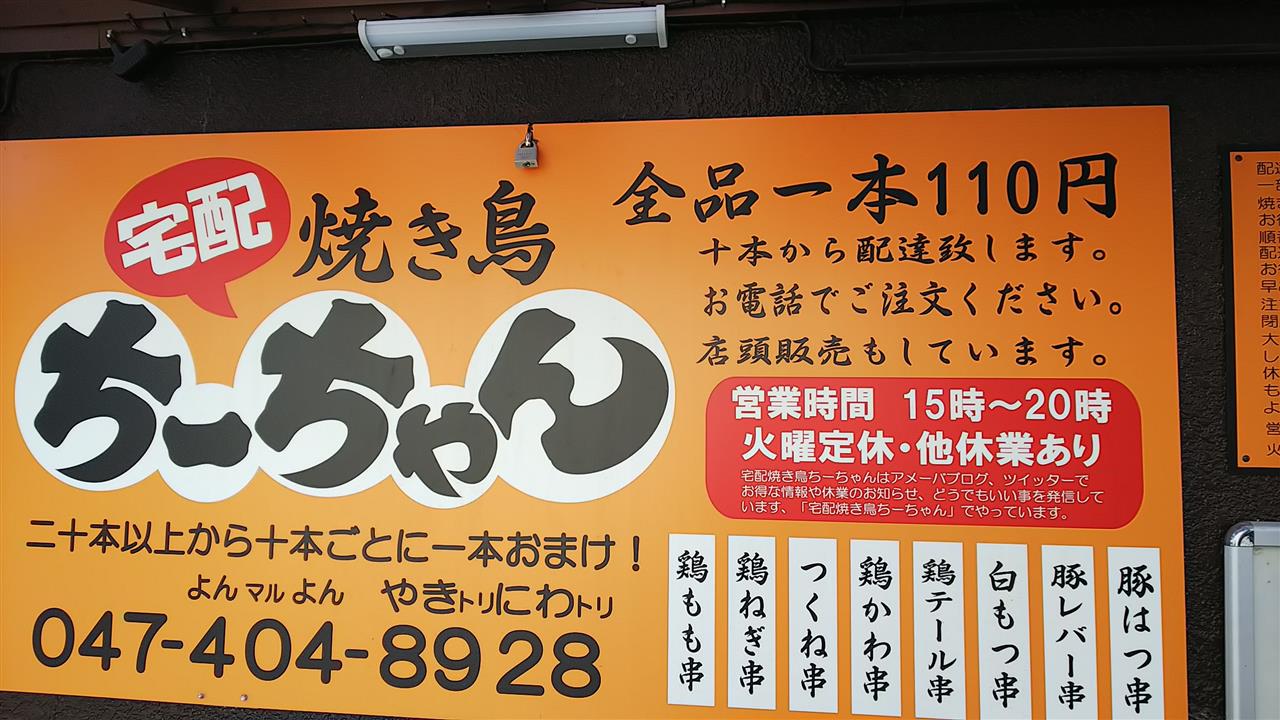 宅配
焼き鳥
ちーちゃん
二十本以上から十本ごとに一本おまけ！
よんマルよん やきトリにわトリ
047-404-8928
全品一本110円
十本から配達致します。
お電話でご注文ください。
店頭販売もしています。
営業時間 15時～20時
火曜定休・他休業あり
宅配焼き鳥ちーちゃんはアメーバブログ、ツイッターで
お得な情報や休業のお知らせ、どうでもいい事を発信して
います、「宅配焼き鳥ちーちゃん」でやっています。
鶏もも串
鶏ねぎ串
つくね串
鶏かわ串
鶏テール串
白もつ串
豚レバー串
豚はつ串